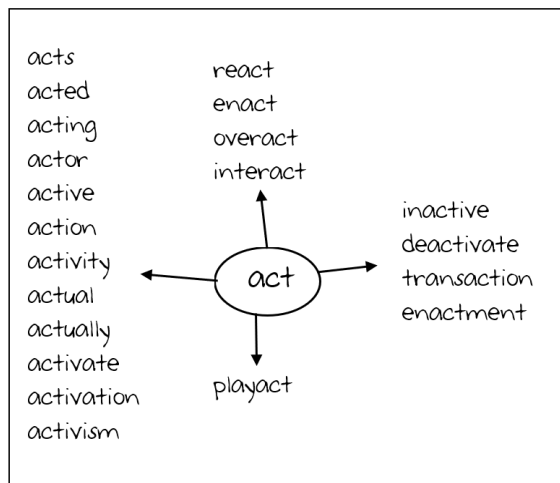 acts
acted
acting
actor
active
action
activity
actual
actually
activate
activation
activism
react
enact
overact
interact
act
playact
inactive
deactivate
transaction
enactment